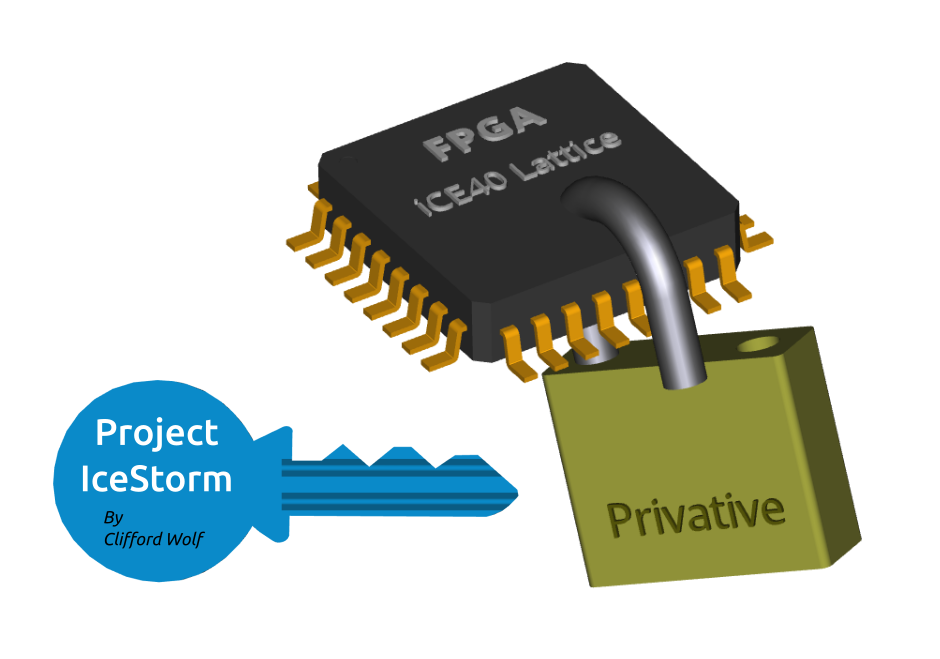 FPGA
iCE40 Lattice
Project
IceStorm
By
Clifford Wolf
Privative